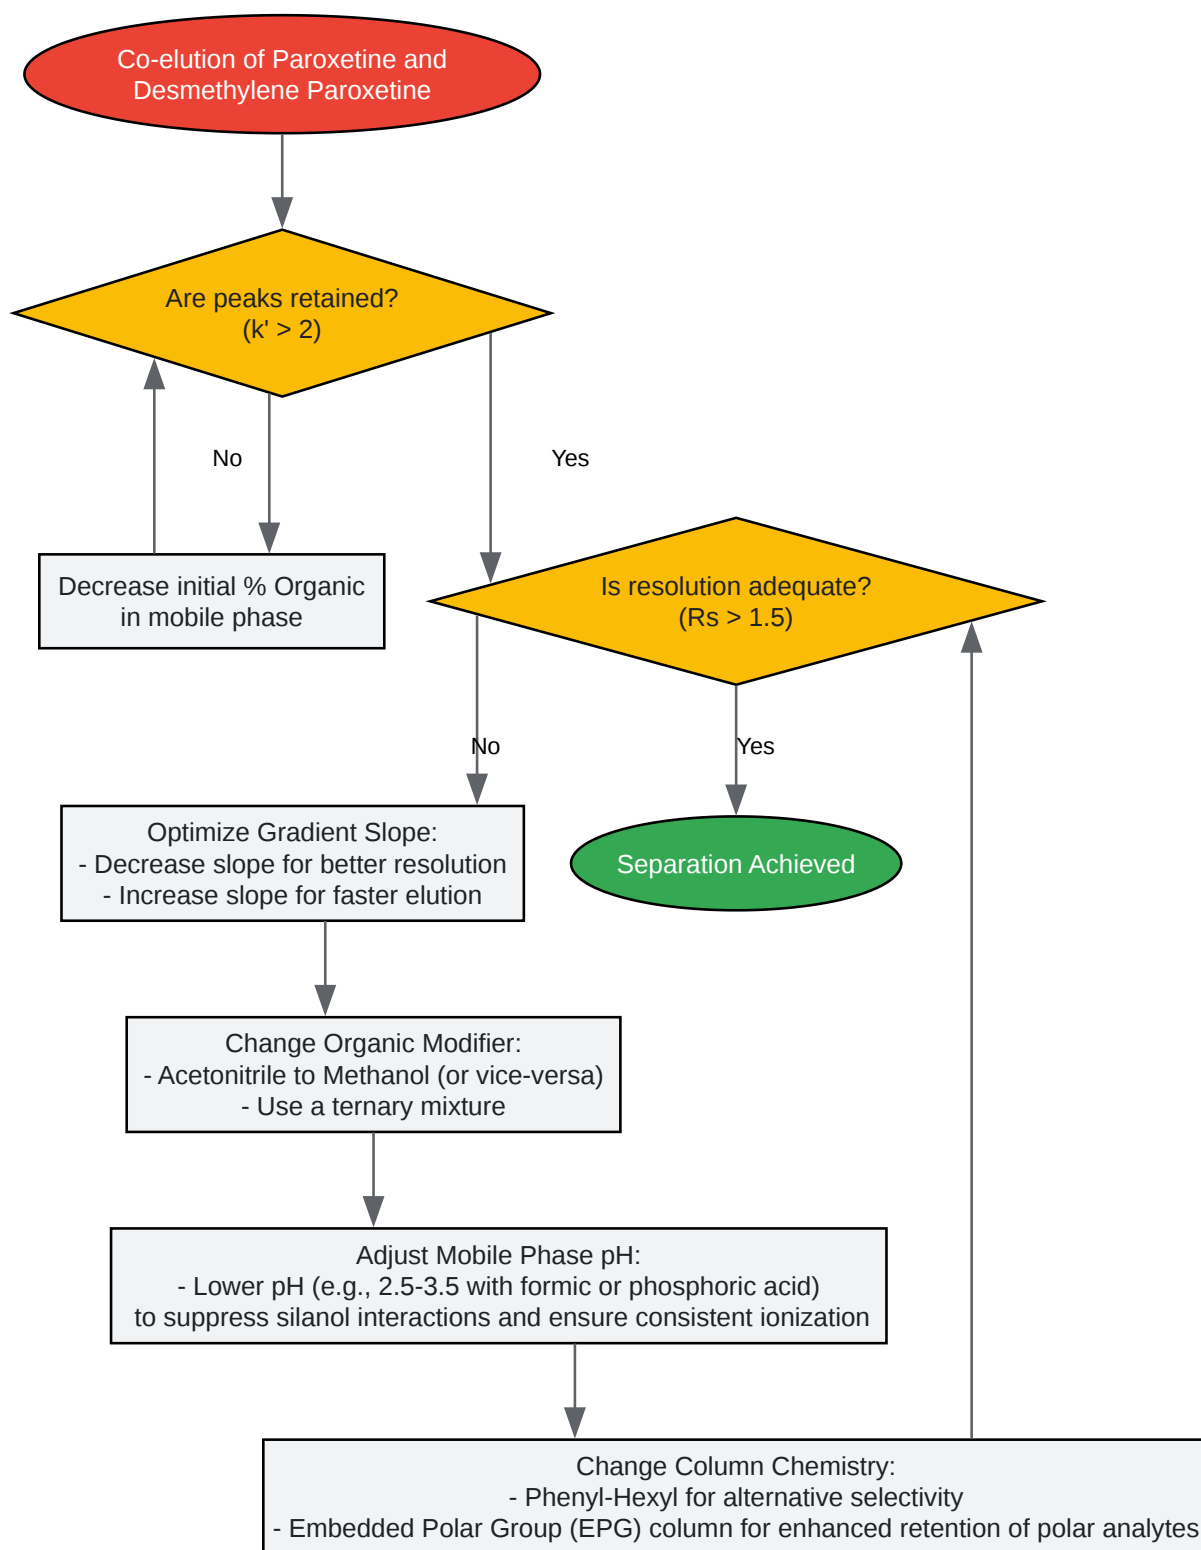 Co-elution of Paroxetine and
Desmethylene Paroxetine
Are peaks retained?
(k' > 2)
No
Yes
Decrease initial % Organic
in mobile phase
Is resolution adequate?
(Rs > 1.5)
No
Yes
Optimize Gradient Slope:
- Decrease slope for better resolution
- Increase slope for faster elution
Separation Achieved
Change Organic Modifier:
- Acetonitrile to Methanol (or vice-versa)
- Use a ternary mixture
Adjust Mobile Phase pH:
- Lower pH (e.g., 2.5-3.5 with formic or phosphoric acid)
to suppress silanol interactions and ensure consistent ionization
Change Column Chemistry:
- Phenyl-Hexyl for alternative selectivity
- Embedded Polar Group (EPG) column for enhanced retention of polar analytes